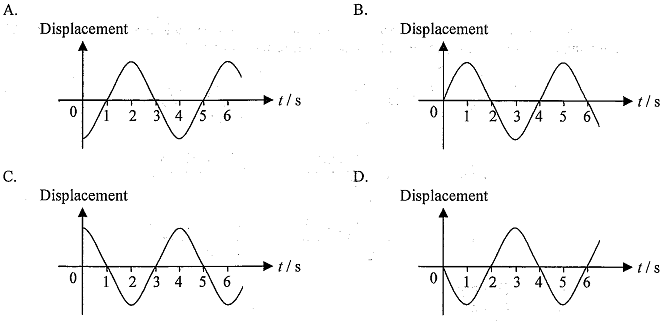 A.
Displacement
0 1 2 3 4 5 6 t / s
B.
Displacement
0 1 2 3 4 5 6 t / s
C.
Displacement
0 1 2 3 4 5 6 t / s
D.
Displacement
0 1 2 3 4 5 6 t / s